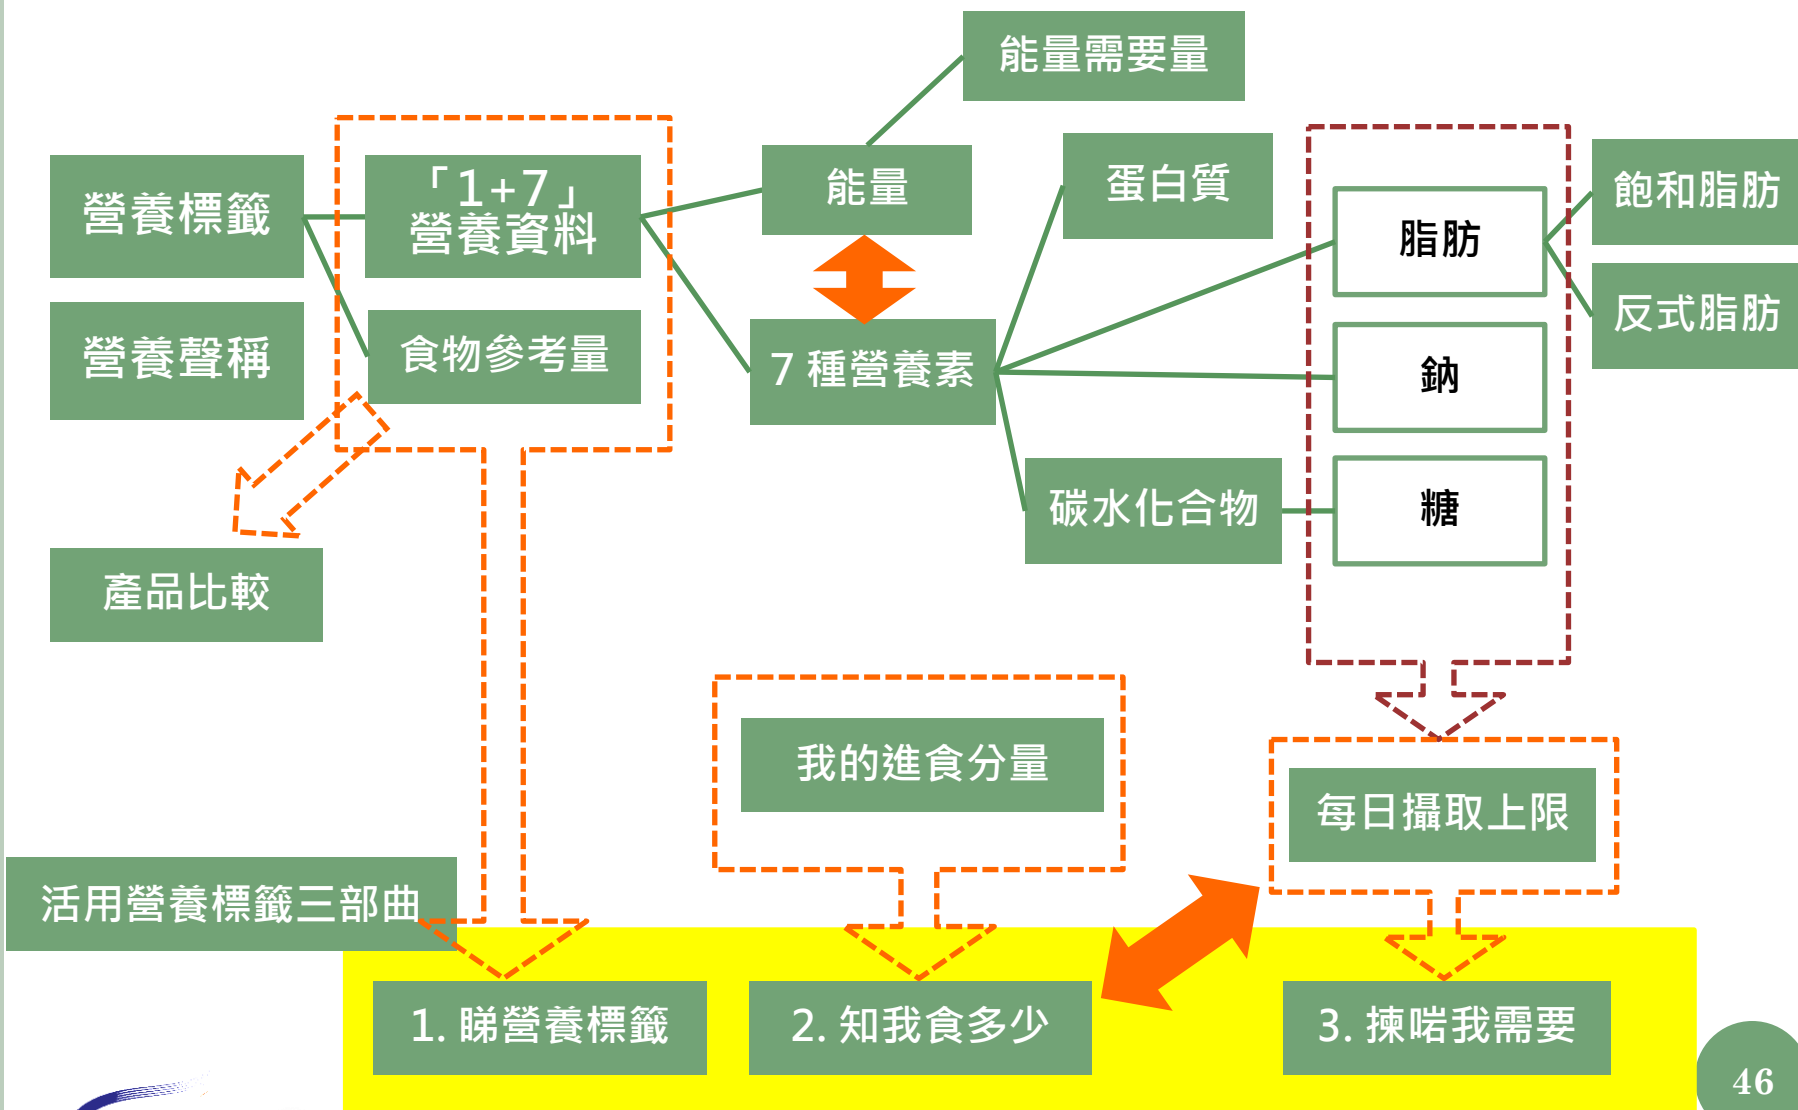 能量需要量
營養標籤
「1+7」
營養資料
能量
蛋白質
脂肪
飽和脂肪
反式脂肪
營養聲稱
食物參考量
7 種營養素
鈉
碳水化合物
糖
產品比較
我的進食分量
每日攝取上限
活用營養標籤三部曲
1. 睇營養標籤
2. 知我食多少
3. 揀啱我需要
46